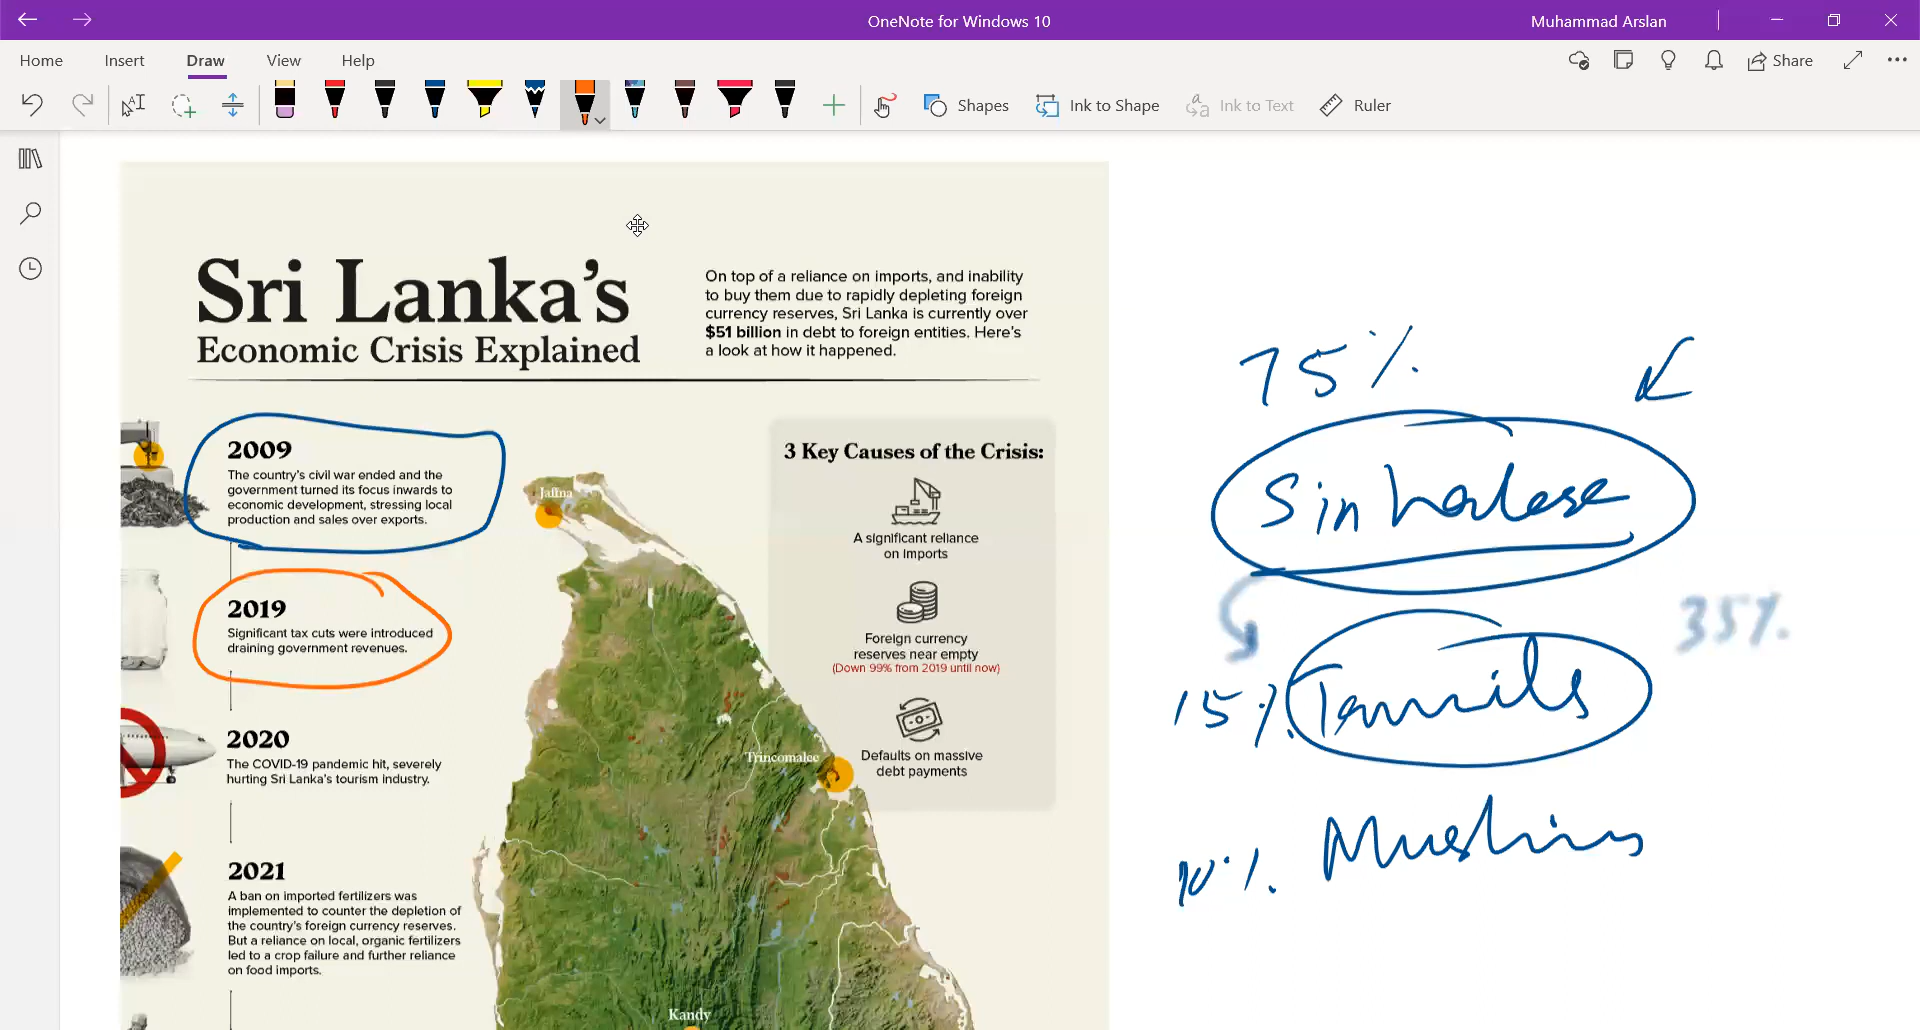 OneNote for Windows 10
Muhammad Arslan
Home Insert Draw View Help
Share
Shapes Ink to Shape Ink to Text Ruler
Sri Lanka's
Economic Crisis Explained
On top of a reliance on imports, and inability
to buy them due to rapidly depleting foreign
currency reserves, Sri Lanka is currently over
$51 billion in debt to foreign entities. Here's
a look at how it happened.
2009
The country's civil war ended and the
government turned its focus inwards to
economic development, stressing local
production and sales over exports.
2019
Significant tax cuts were introduced
draining government revenues.
2020
The COVID-19 pandemic hit, severely
hurting Sri Lanka's tourism industry.
2021
A ban on imported fertilizers was
implemented to counter the depletion of
the country's foreign currency reserves.
But a reliance on local, organic fertilizers
led to a crop failure and further reliance
on food imports.
Jaffna
Trincomalee
Kandy
3 Key Causes of the Crisis:
A significant reliance
on imports
Foreign currency
reserves near empty
(Down 99% from 2019 until now)
Defaults on massive
debt payments
75%
Sinhalese
35%.
15%. Tamils
10%. Muslims